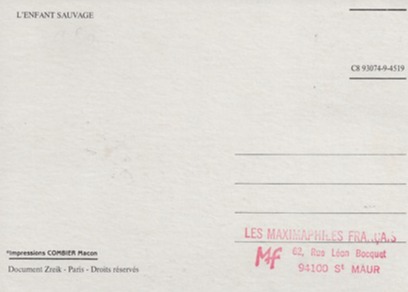 L'ENFANT SAUVAGE
C8 93074-9-4519
LES MAXIMAPHILES FRANÇAIS
Mf 62, Rue Léon Bocquet
94100 St MAUR
*Impressions COMBIER Macon
Document Zreik - Paris - Droits réservés